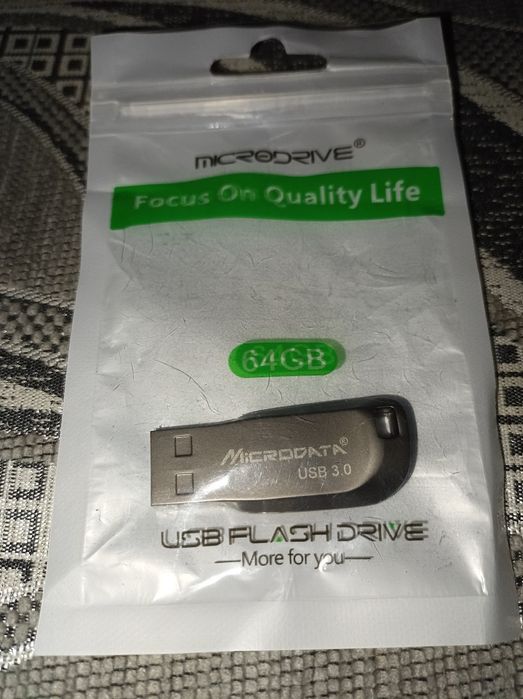 MICRODRIVE®
Focus On Quality Life
64GB
MICRODATA®
USB 3.0
USB FLASH DRIVE
—More for you—